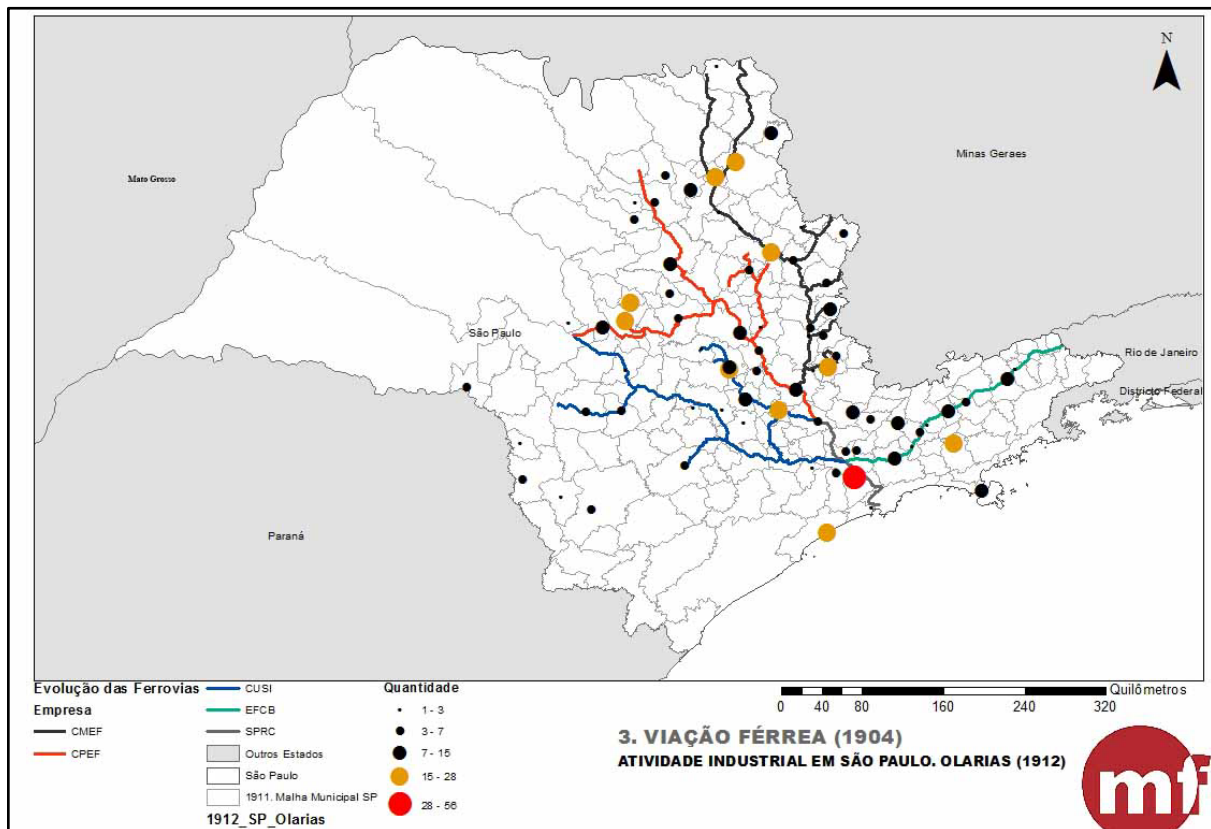 N
Minas Geraes
Mato Grosso
São Paulo
Rio de Janeiro
Districto Federal
Paraná
Evolução das Ferrovias
Empresa
CMEF
CPEF
CUSI
EFCB
SPRC
Outros Estados
São Paulo
1911. Malha Municipal SP
1912_SP_Olarias
Quantidade
1 - 3
3 - 7
7 - 15
15 - 28
28 - 56
Quilômetros
0 40 80 160 240 320
3. VIAÇÃO FÉRREA (1904)
ATIVIDADE INDUSTRIAL EM SÃO PAULO. OLARIAS (1912)
mf